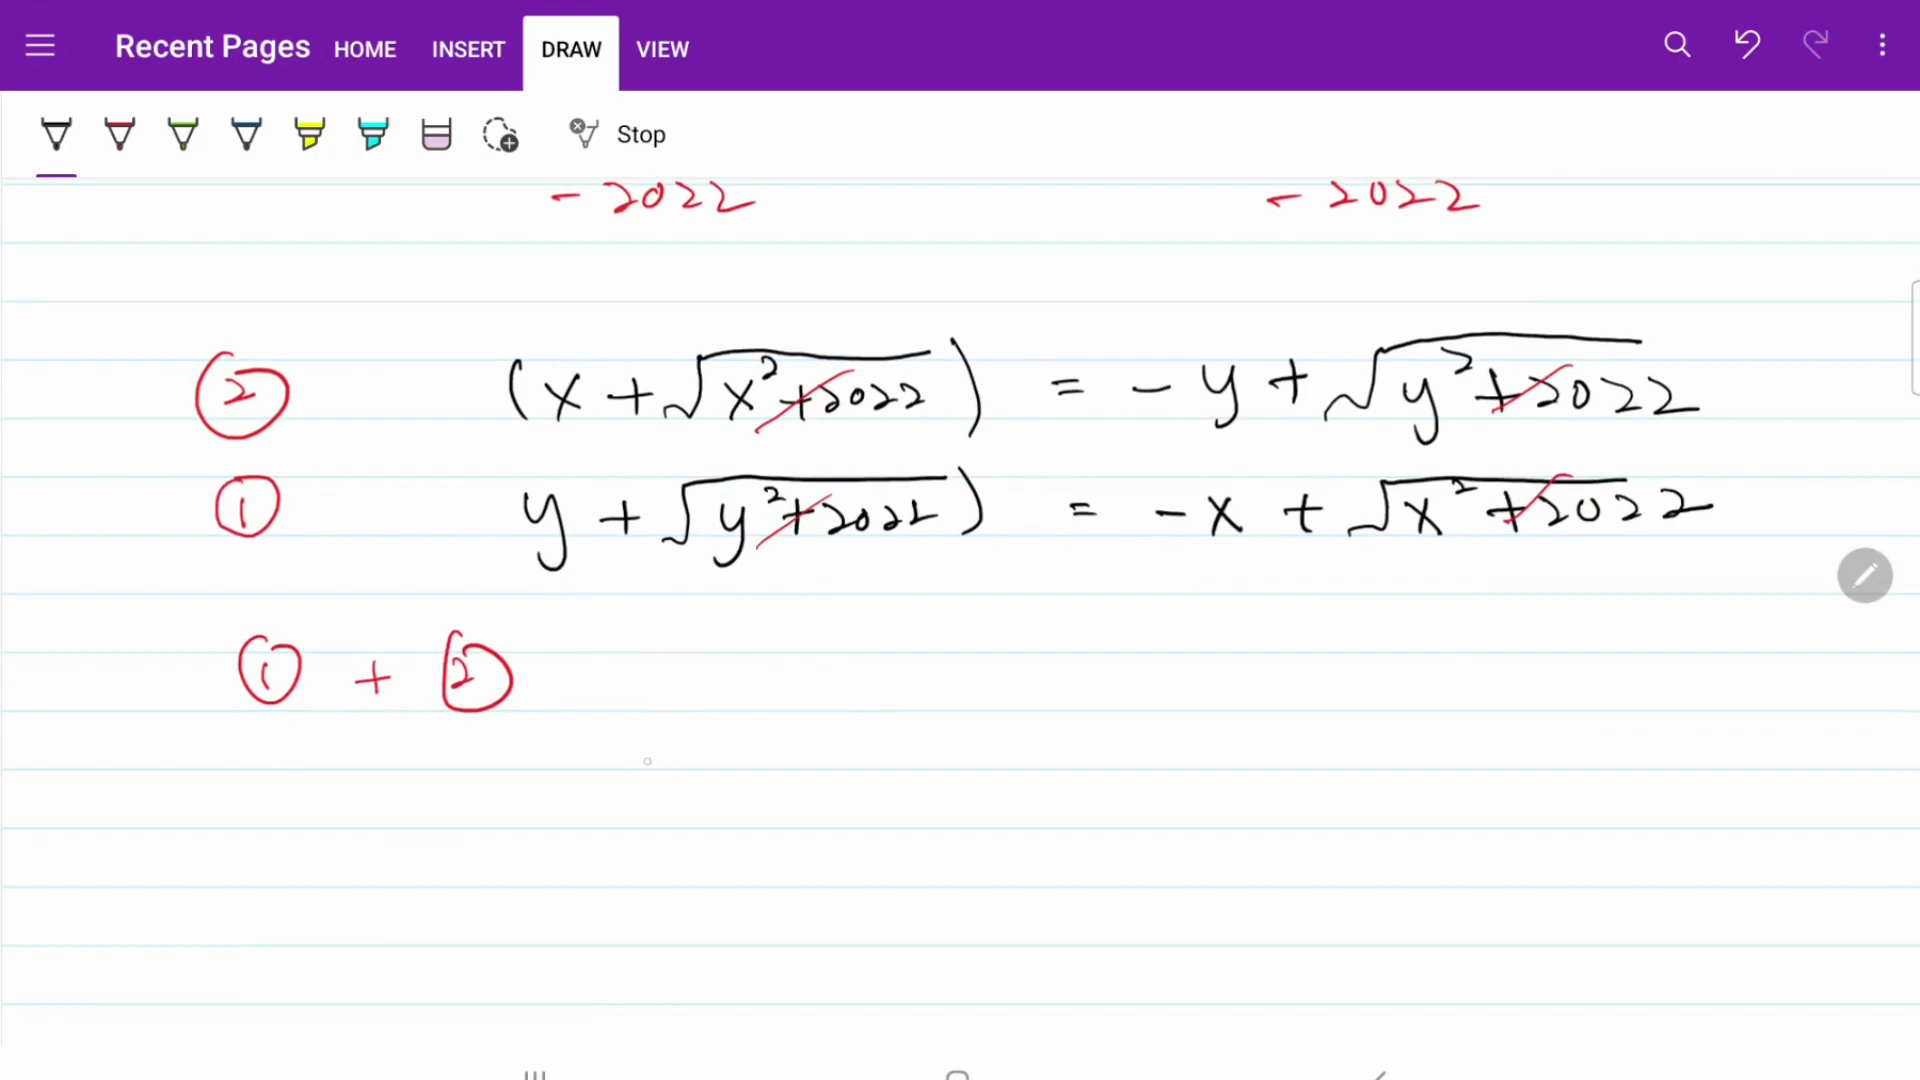 Recent Pages HOME INSERT DRAW VIEW
Stop
- 2022 - 2022
② (x + √x²+2022) = - y + √y²+2022
① y + √y²+2022) = - x + √x²+2022
① + ②